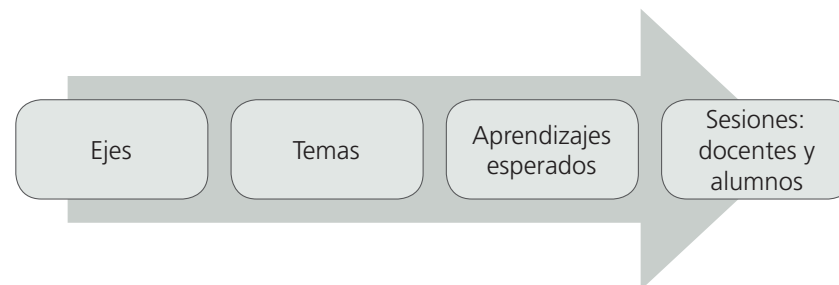 Ejes
Temas
Aprendizajes
esperados
Sesiones:
docentes y
alumnos